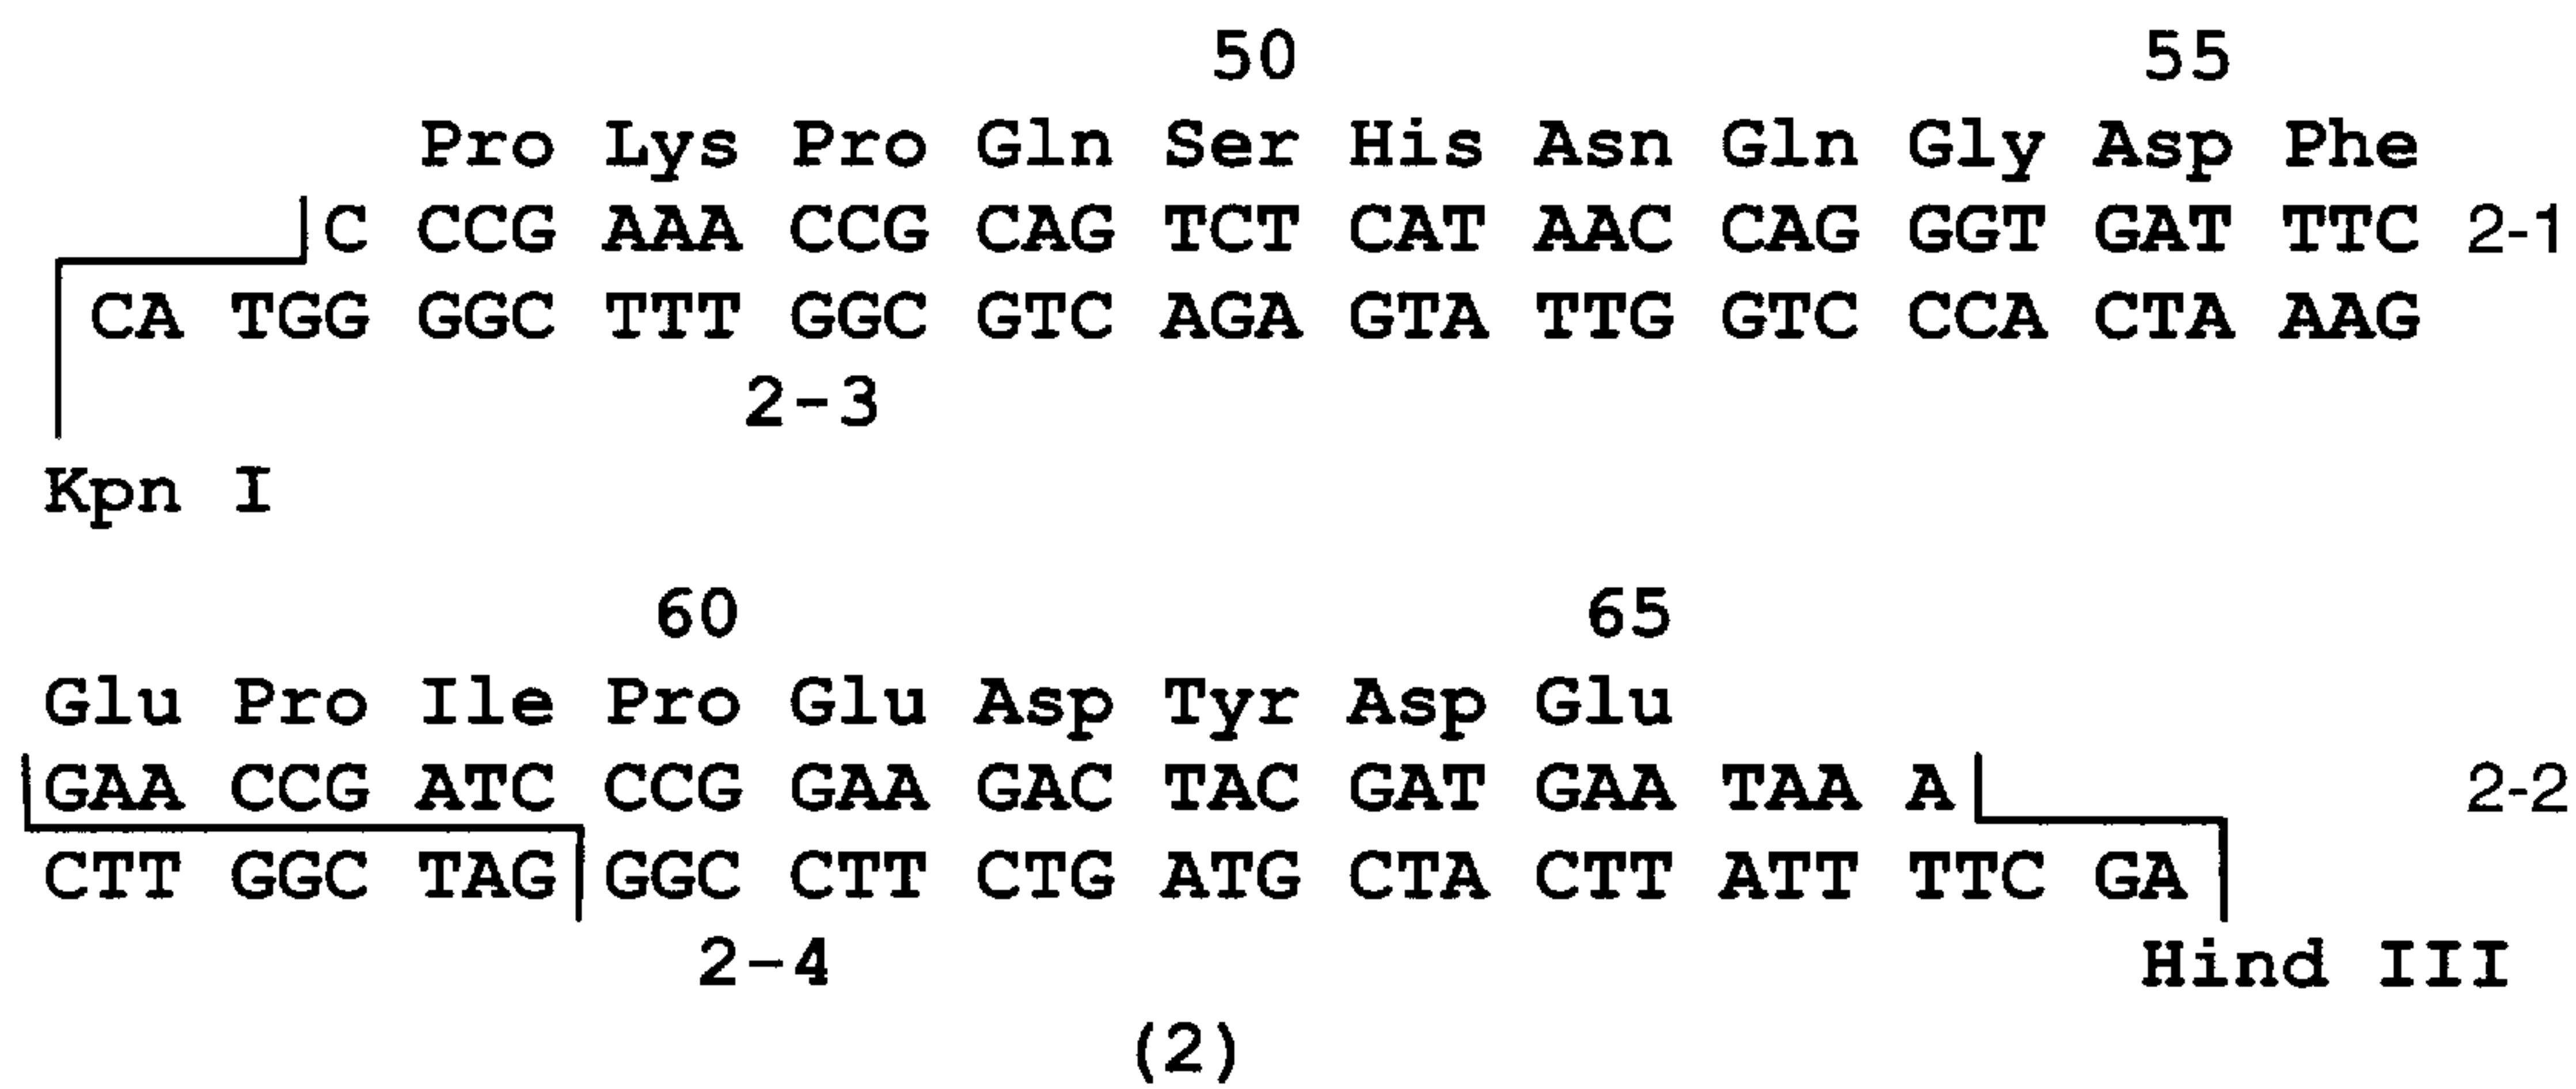 50 55
Pro Lys Pro Gln Ser His Asn Gln Gly Asp Phe
C CCG AAA CCG CAG TCT CAT AAC CAG GGT GAT TTC 2-1
CA TGG GGC TTT GGC GTC AGA GTA TTG GTC CCA CTA AAG
2-3
Kpn I
60 65
Glu Pro Ile Pro Glu Asp Tyr Asp Glu
GAA CCG ATC CCG GAA GAC TAC GAT GAA TAA A 2-2
CTT GGC TAG GGC CTT CTG ATG CTA CTT ATT TTC GA
2-4
Hind III
(2)